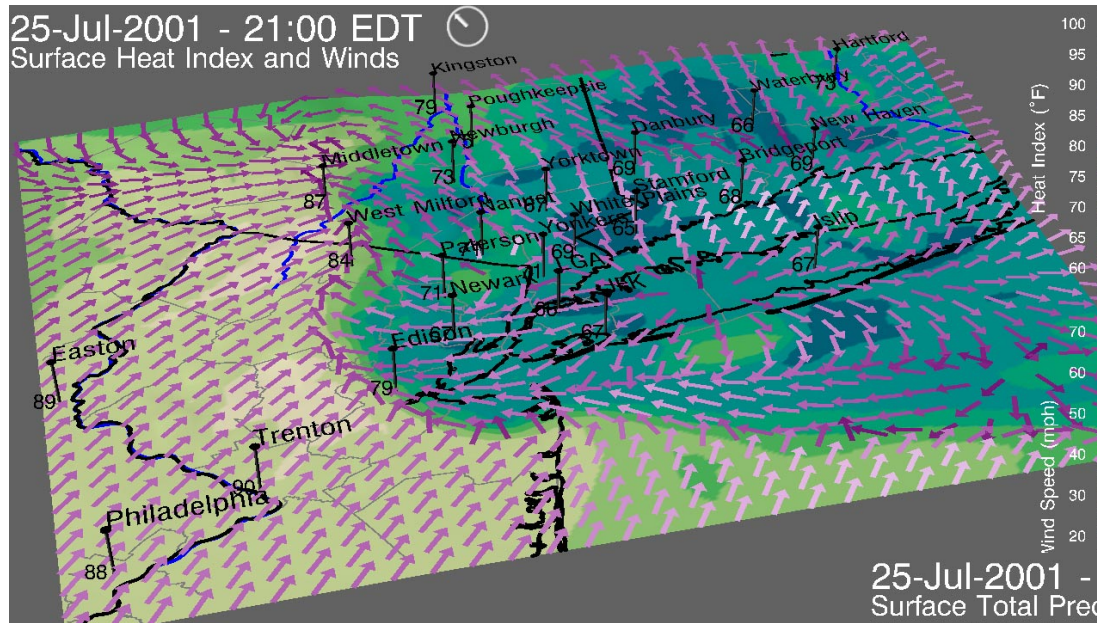 25-Jul-2001 - 21:00 EDT
Surface Heat Index and Winds
Kingston
79
Poughkeepsie
Newburgh
73
Middletown
87
Hartford
73
Waterbury
66
Danbury
69
New Haven
69
Bridgeport
68
Yorktown
Stamford
65
White Plains
69
Nanuet
71
West Milford
84
Yonkers
Paterson
71
LGA
Newark
67
JFK
67
Islip
67
Edison
79
Easton
89
Trenton
90
Philadelphia
88
100
95
90
85
80
75
70
65
60
Heat Index (°F)
70
60
50
40
30
20
Wind Speed (mph)
25-Jul-2001 -
Surface Total Prec